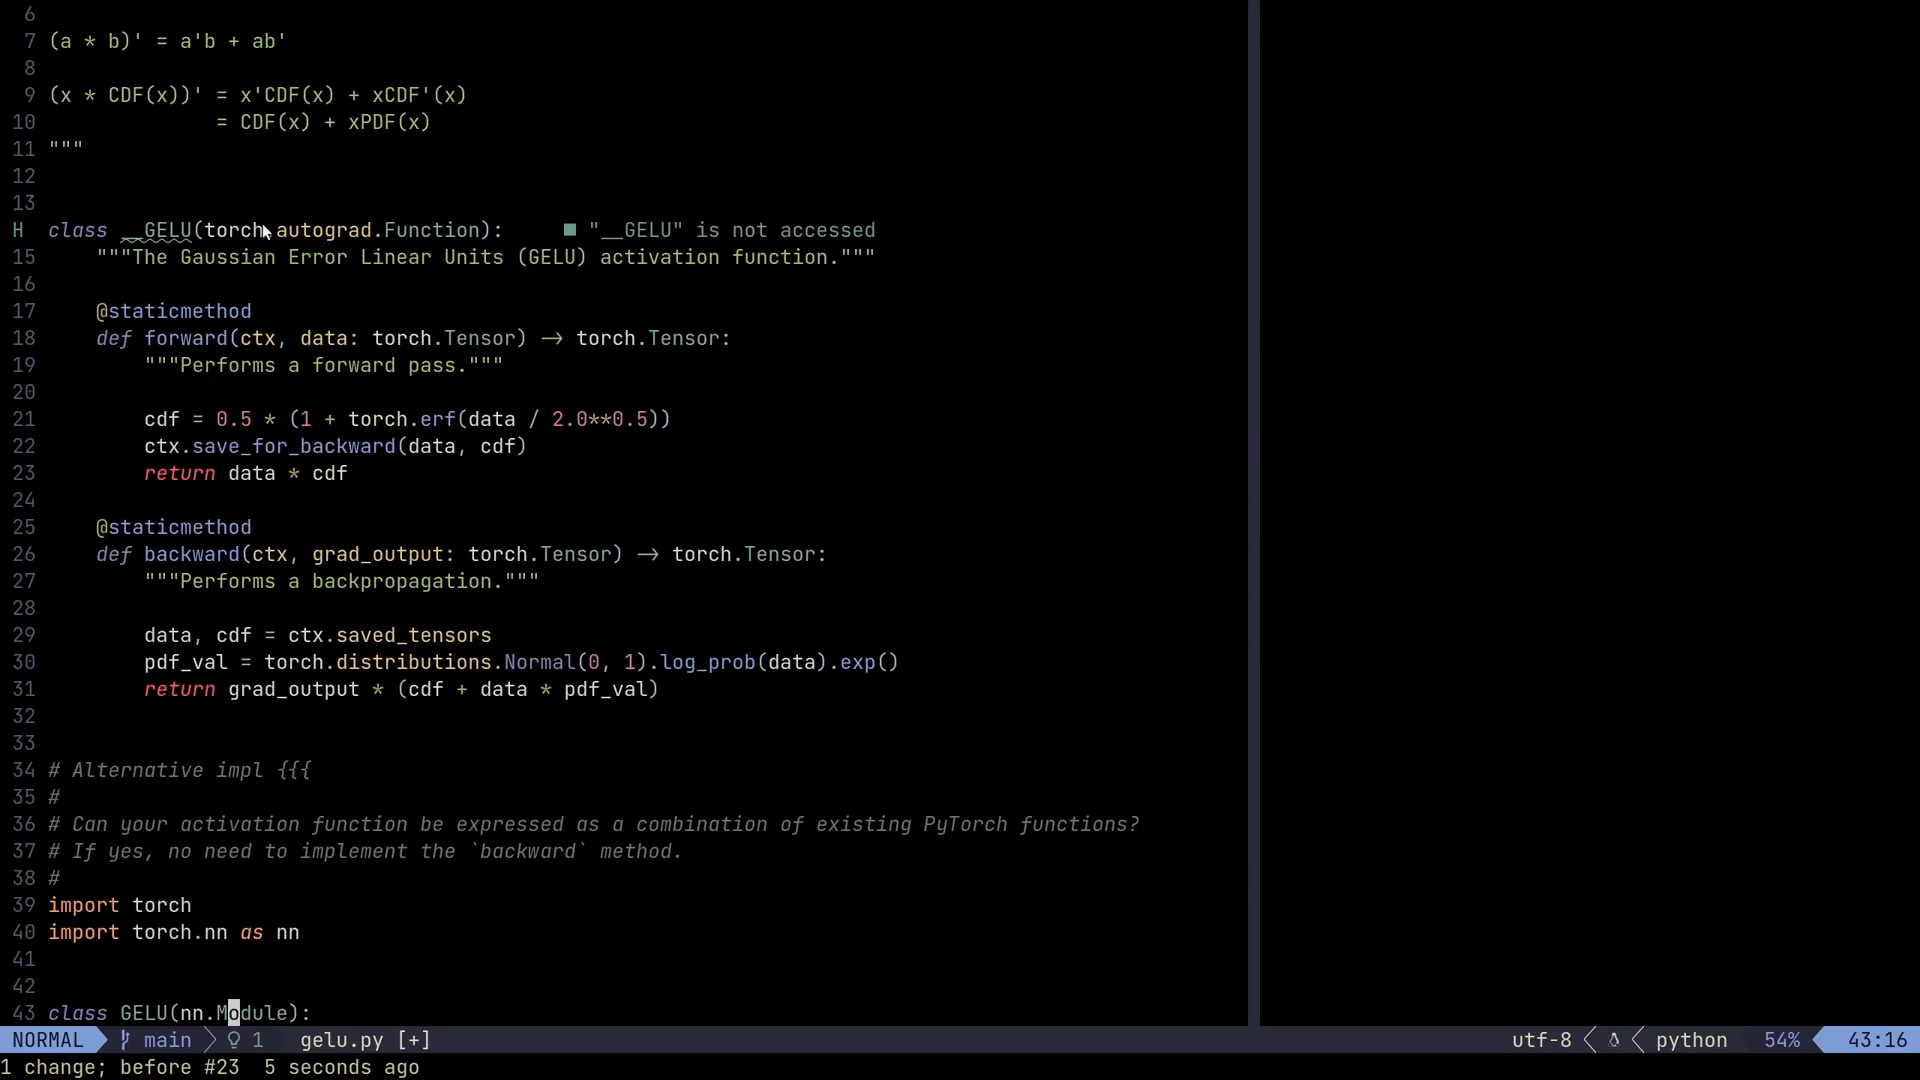 6
7 (a * b)' = a'b + ab'
8
9 (x * CDF(x))' = x'CDF(x) + xCDF'(x)
10               = CDF(x) + xPDF(x)
11 """
12
13
H  class __GELU(torch.autograd.Function):     ■ "__GELU" is not accessed
15     """The Gaussian Error Linear Units (GELU) activation function."""
16
17     @staticmethod
18     def forward(ctx, data: torch.Tensor) -> torch.Tensor:
19         """Performs a forward pass."""
20
21         cdf = 0.5 * (1 + torch.erf(data / 2.0**0.5))
22         ctx.save_for_backward(data, cdf)
23         return data * cdf
24
25     @staticmethod
26     def backward(ctx, grad_output: torch.Tensor) -> torch.Tensor:
27         """Performs a backpropagation."""
28
29         data, cdf = ctx.saved_tensors
30         pdf_val = torch.distributions.Normal(0, 1).log_prob(data).exp()
31         return grad_output * (cdf + data * pdf_val)
32
33
34 # Alternative impl {{{
35 #
36 # Can your activation function be expressed as a combination of existing PyTorch functions?
37 # If yes, no need to implement the `backward` method.
38 #
39 import torch
40 import torch.nn as nn
41
42
43 class GELU(nn.Module):
NORMAL main 1 gelu.py [+] utf-8 python 54% 43:16
1 change; before #23  5 seconds ago